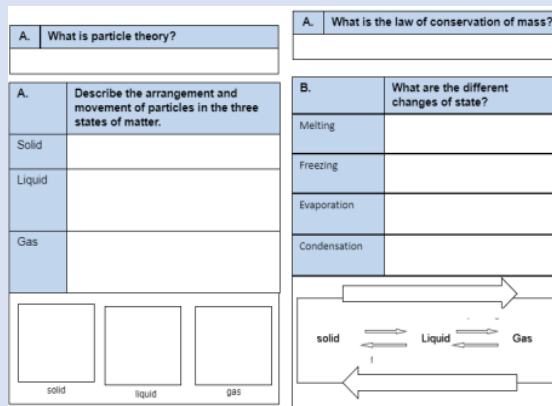 A. What is particle theory?
A. Describe the arrangement and
movement of particles in the three
states of matter.
Solid
Liquid
Gas
solid
liquid
gas
A. What is the law of conservation of mass?
B. What are the different
changes of state?
Melting
Freezing
Evaporation
Condensation
solid Liquid Gas